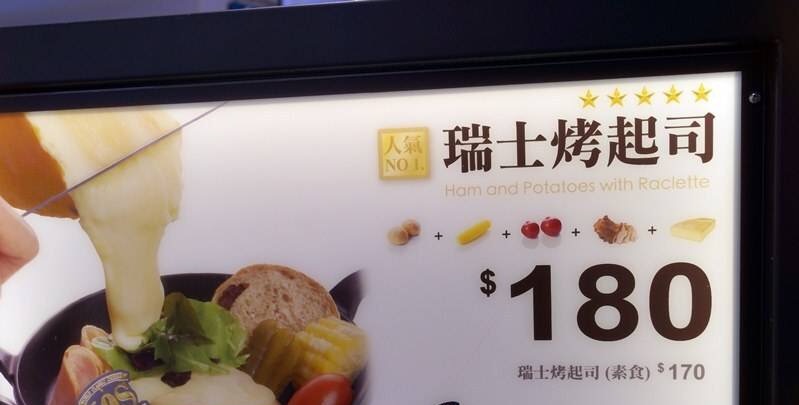 ★★★★★
人氣
NO 1.
瑞士烤起司
Ham and Potatoes with Raclette
+ + + +
$180
瑞士烤起司 (素食) $170